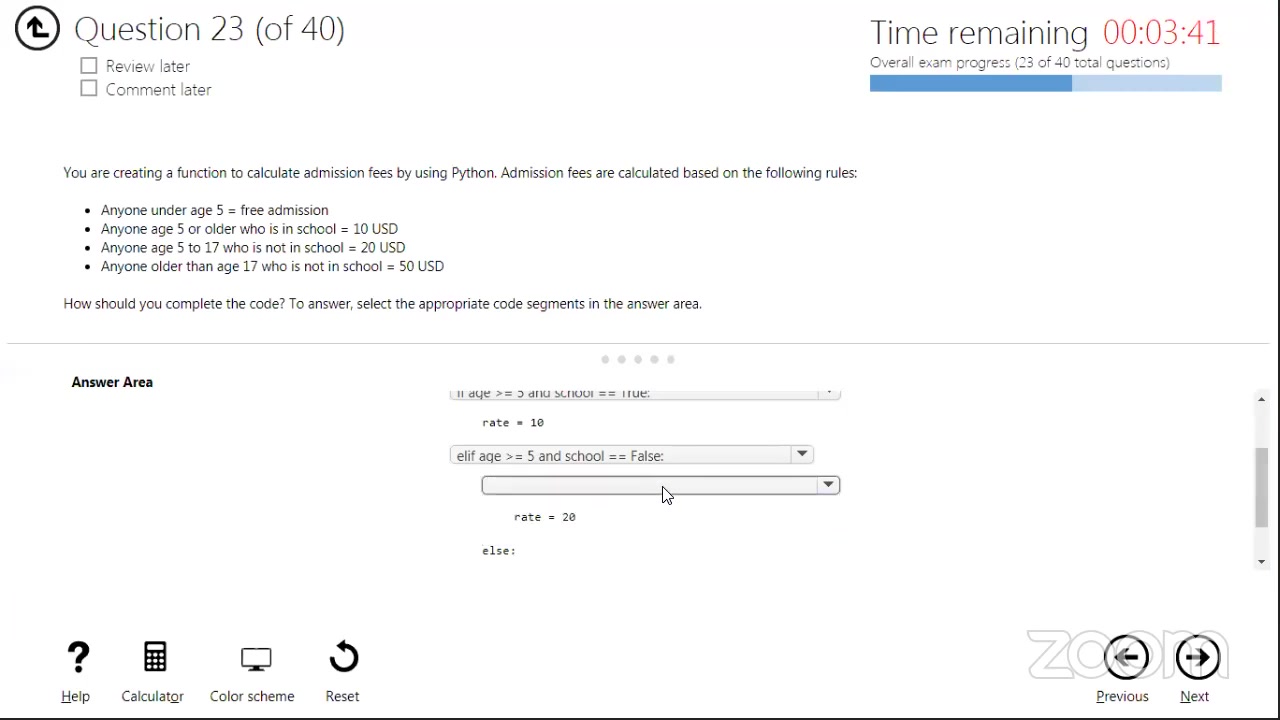 Question 23 (of 40)
Review later
Comment later
Time remaining 00:03:41
Overall exam progress (23 of 40 total questions)
You are creating a function to calculate admission fees by using Python. Admission fees are calculated based on the following rules:
• Anyone under age 5 = free admission
• Anyone age 5 or older who is in school = 10 USD
• Anyone age 5 to 17 who is not in school = 20 USD
• Anyone older than age 17 who is not in school = 50 USD
How should you complete the code? To answer, select the appropriate code segments in the answer area.
Answer Area
if age >= 5 and school == True:
rate = 10
elif age >= 5 and school == False:
rate = 20
else:
? Help
Calculator
Color scheme
Reset
zoom
Previous
Next